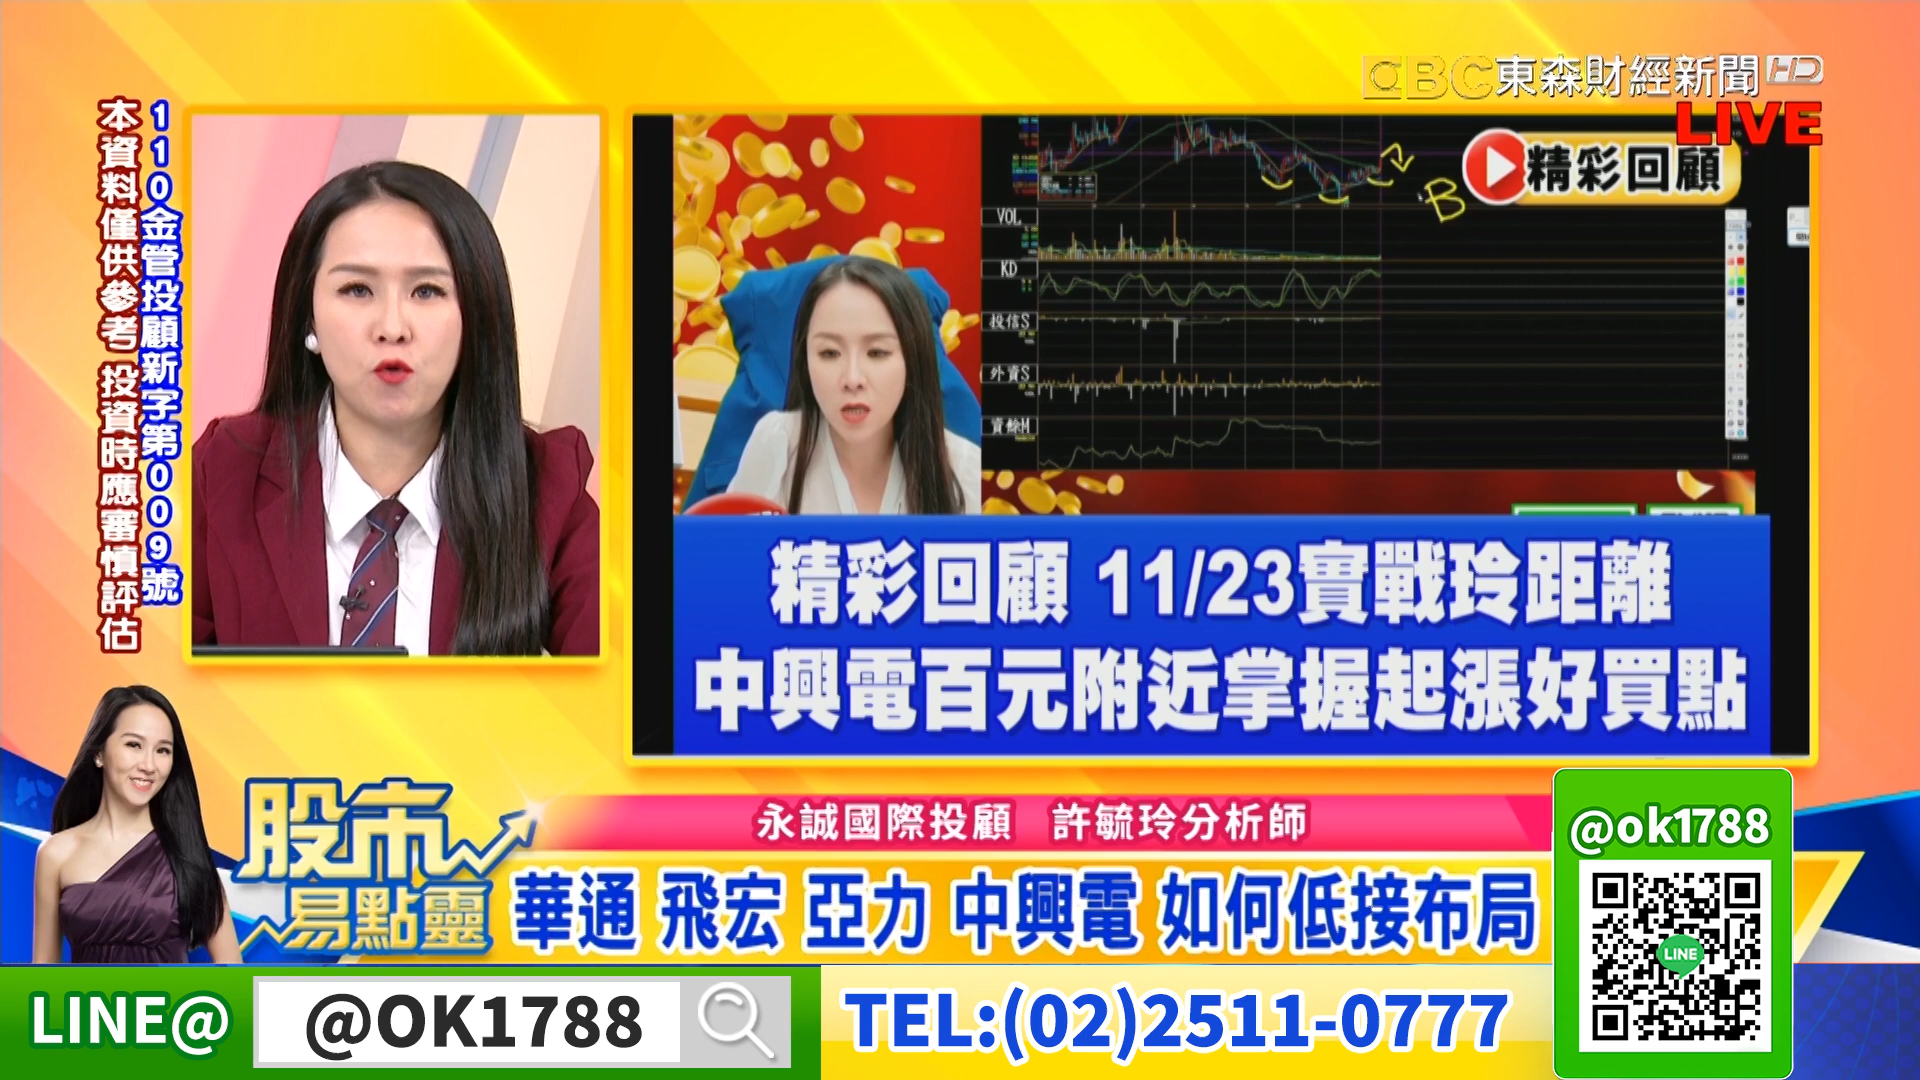 EBC東森財經新聞HD
LIVE
110金管投顧新字第009號
本資料僅供參考 投資時應審慎評估
精彩回顧
B
VOL
KD
投信S
外資S
資餘M
精彩回顧 11/23實戰玲距離
中興電百元附近掌握起漲好買點
股市
易點靈
永誠國際投顧 許毓玲分析師
華通 飛宏 亞力 中興電 如何低接布局
@ok1788
LINE
LINE@
@OK1788
TEL:(02)2511-0777